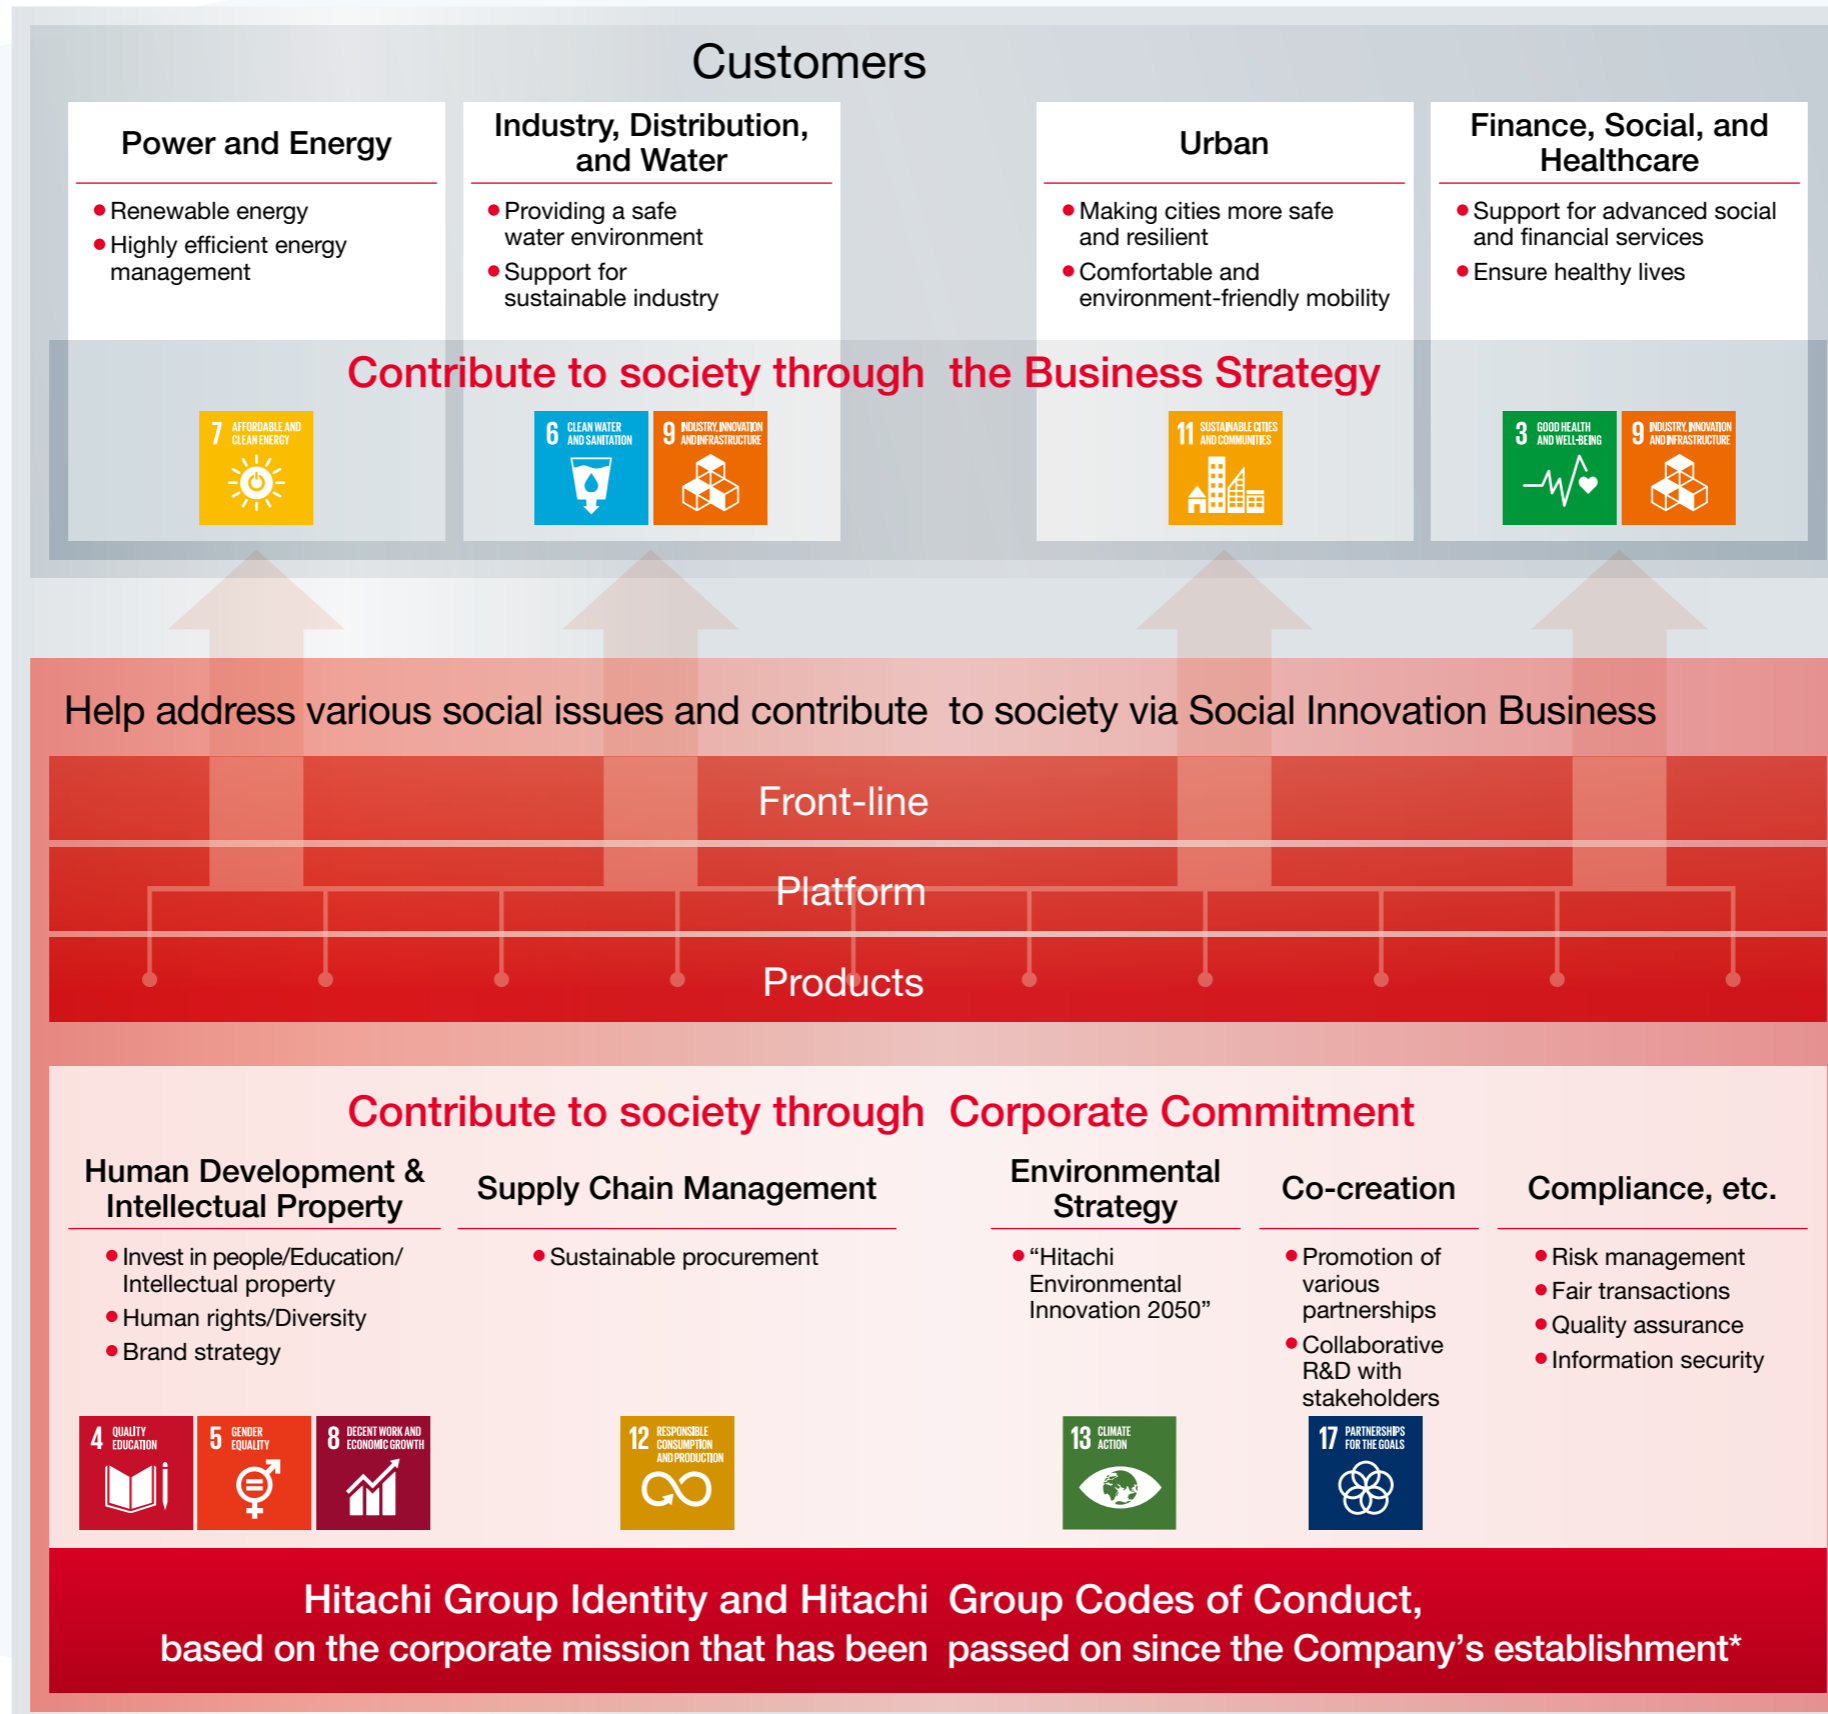 Customers
Power and Energy
• Renewable energy
• Highly efficient energy
management
Industry, Distribution,
and Water
• Providing a safe
water environment
• Support for
sustainable industry
Urban
• Making cities more safe
and resilient
• Comfortable and
environment-friendly mobility
Finance, Social, and
Healthcare
• Support for advanced social
and financial services
• Ensure healthy lives
Contribute to society through the Business Strategy
7 AFFORDABLE AND
CLEAN ENERGY
6 CLEAN WATER
AND SANITATION
9 INDUSTRY, INNOVATION
AND INFRASTRUCTURE
11 SUSTAINABLE CITIES
AND COMMUNITIES
3 GOOD HEALTH
AND WELL-BEING
9 INDUSTRY, INNOVATION
AND INFRASTRUCTURE
Help address various social issues and contribute to society via Social Innovation Business
Front-line
Platform
Products
Contribute to society through Corporate Commitment
Human Development &
Intellectual Property
• Invest in people/Education/
Intellectual property
• Human rights/Diversity
• Brand strategy
Supply Chain Management
• Sustainable procurement
Environmental
Strategy
• “Hitachi
Environmental
Innovation 2050”
Co-creation
• Promotion of
various
partnerships
• Collaborative
R&D with
stakeholders
Compliance, etc.
• Risk management
• Fair transactions
• Quality assurance
• Information security
4 QUALITY
EDUCATION
5 GENDER
EQUALITY
8 DECENT WORK AND
ECONOMIC GROWTH
12 RESPONSIBLE
CONSUMPTION
AND PRODUCTION
13 CLIMATE
ACTION
17 PARTNERSHIPS
FOR THE GOALS
Hitachi Group Identity and Hitachi Group Codes of Conduct,
based on the corporate mission that has been passed on since the Company’s establishment*